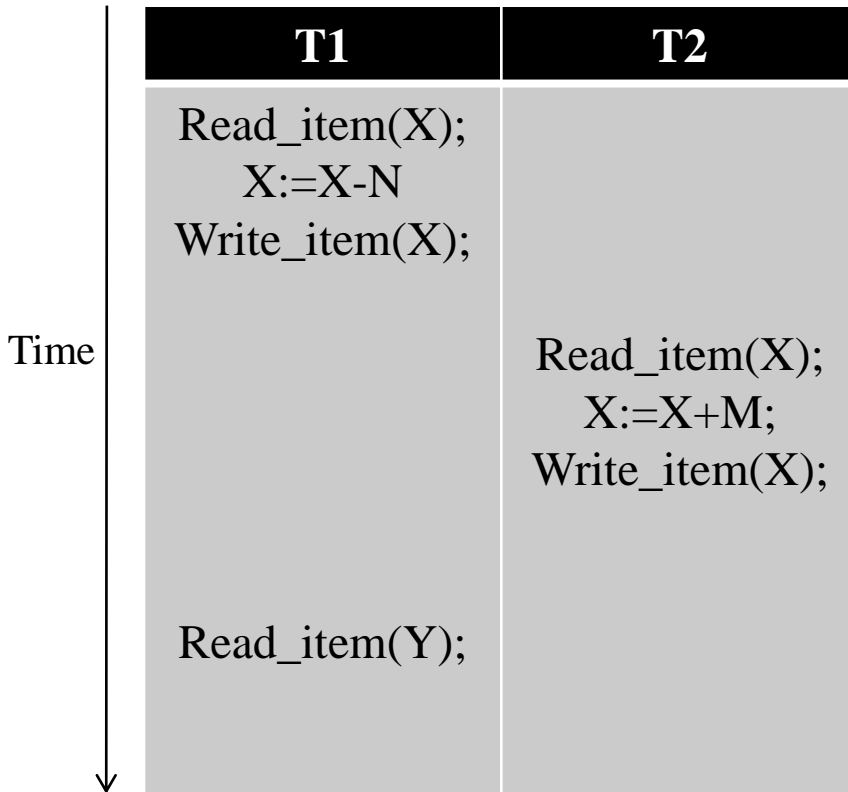 T1 T2
Read_item(X);
X:=X-N
Write_item(X);
Time
Read_item(X);
X:=X+M;
Write_item(X);
Read_item(Y);